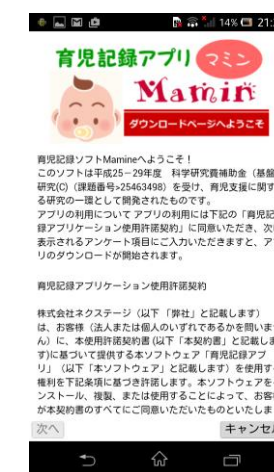 14% 21:
育児記録アプリ マミン
Mamin
ダウンロードページへようこそ
育児記録ソフトMamineへようこそ！
このソフトは平成25－29年度　科学研究費補助金（基盤
研究(C)（課題番号>25463498）を受け、育児支援に関す
る研究の一環として開発されたものです。
アプリの利用について アプリの利用には下記の「育児記
録アプリケーション使用許諾契約」に同意いただき、次に
表示されるアンケート項目にご入力いただきますと、アプ
リのダウンロードが開始されます。
育児記録アプリケーション使用許諾契約
株式会社ネクステージ（以下 「弊社」と記載します）
は、お客様（法人または個人のいずれであるかを問いませ
ん）に、本使用許諾契約書(以下「本契約書」と記載しま
す)に基づいて提供する本ソフトウェア「育児記録アプ
リ」（以下「本ソフトウェア」と記載します）を使用する
権利を下記条項に基づき許諾します。本ソフトウェアをイ
ンストール、複製、または使用することによって、お客様
が本契約書のすべてにご同意いただいたものといたしま
次へ
キャンセル